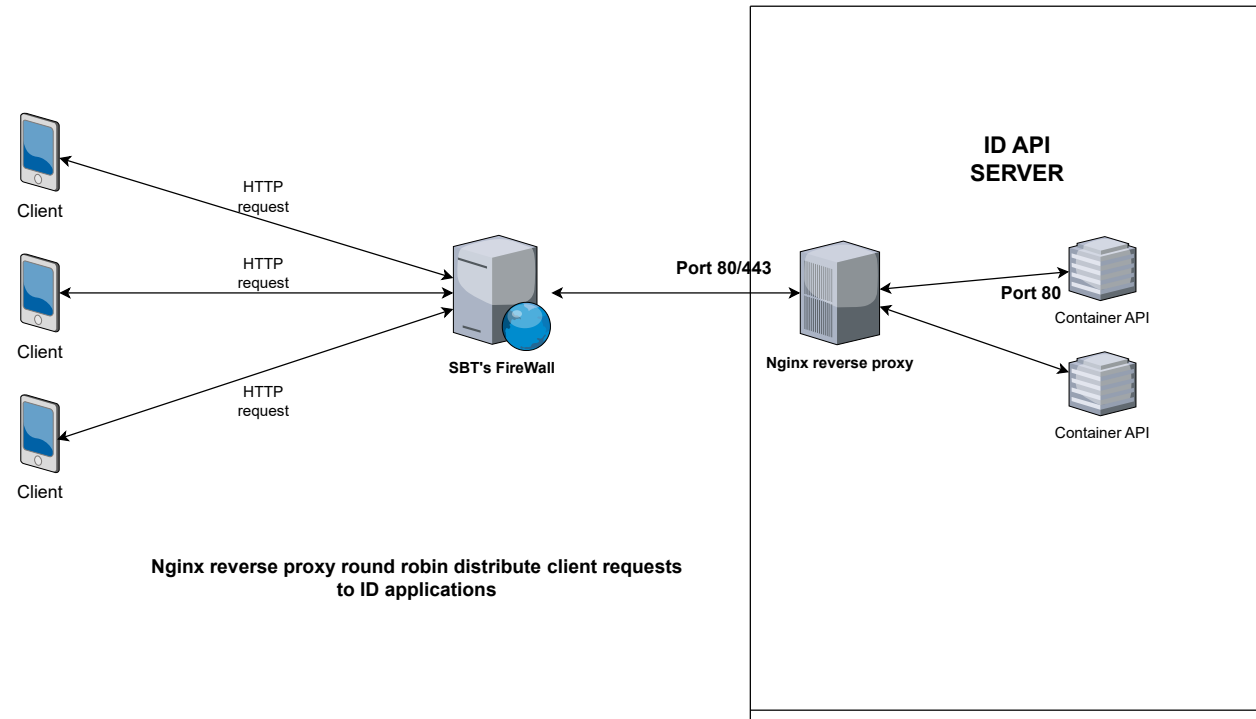 ID API
SERVER
HTTP
request
Client
HTTP
request
Port 80/443
Port 80
Container API
Client
SBT's FireWall
Nginx reverse proxy
HTTP
request
Container API
Client
Nginx reverse proxy round robin distribute client requests
to ID applications